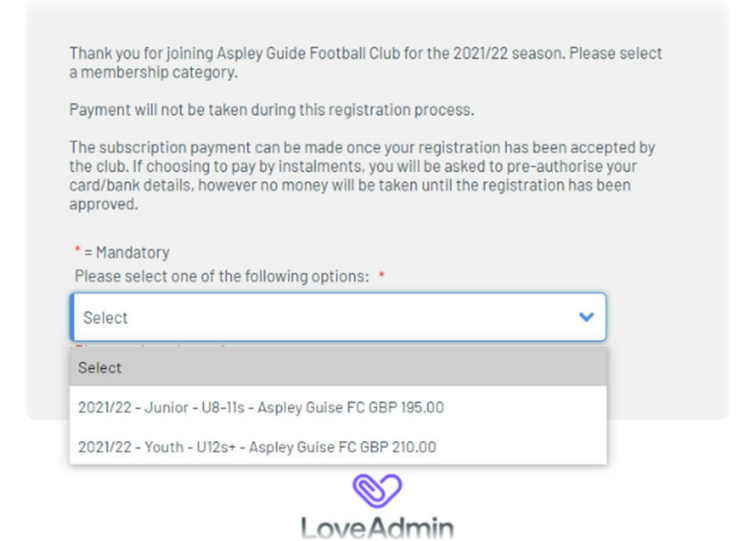 Thank you for joining Aspley Guide Football Club for the 2021/22 season. Please select
a membership category.
Payment will not be taken during this registration process.
The subscription payment can be made once your registration has been accepted by
the club. If choosing to pay by instalments, you will be asked to pre-authorise your
card/bank details, however no money will be taken until the registration has been
approved.
* = Mandatory
Please select one of the following options: *
Select
Select
2021/22 - Junior - U8-11s - Aspley Guise FC GBP 195.00
2021/22 - Youth - U12s+ - Aspley Guise FC GBP 210.00
LoveAdmin